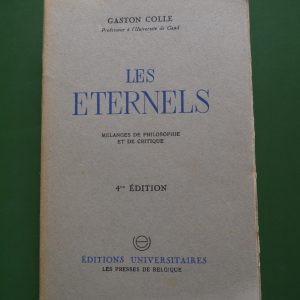 GASTON COLLE
Professeur à l'Université de Gand
LES
ETERNELS
MÉLANGES DE PHILOSOPHIE
ET DE CRITIQUE
4me ÉDITION
ÉDITIONS UNIVERSITAIRES
LES PRESSES DE BELGIQUE